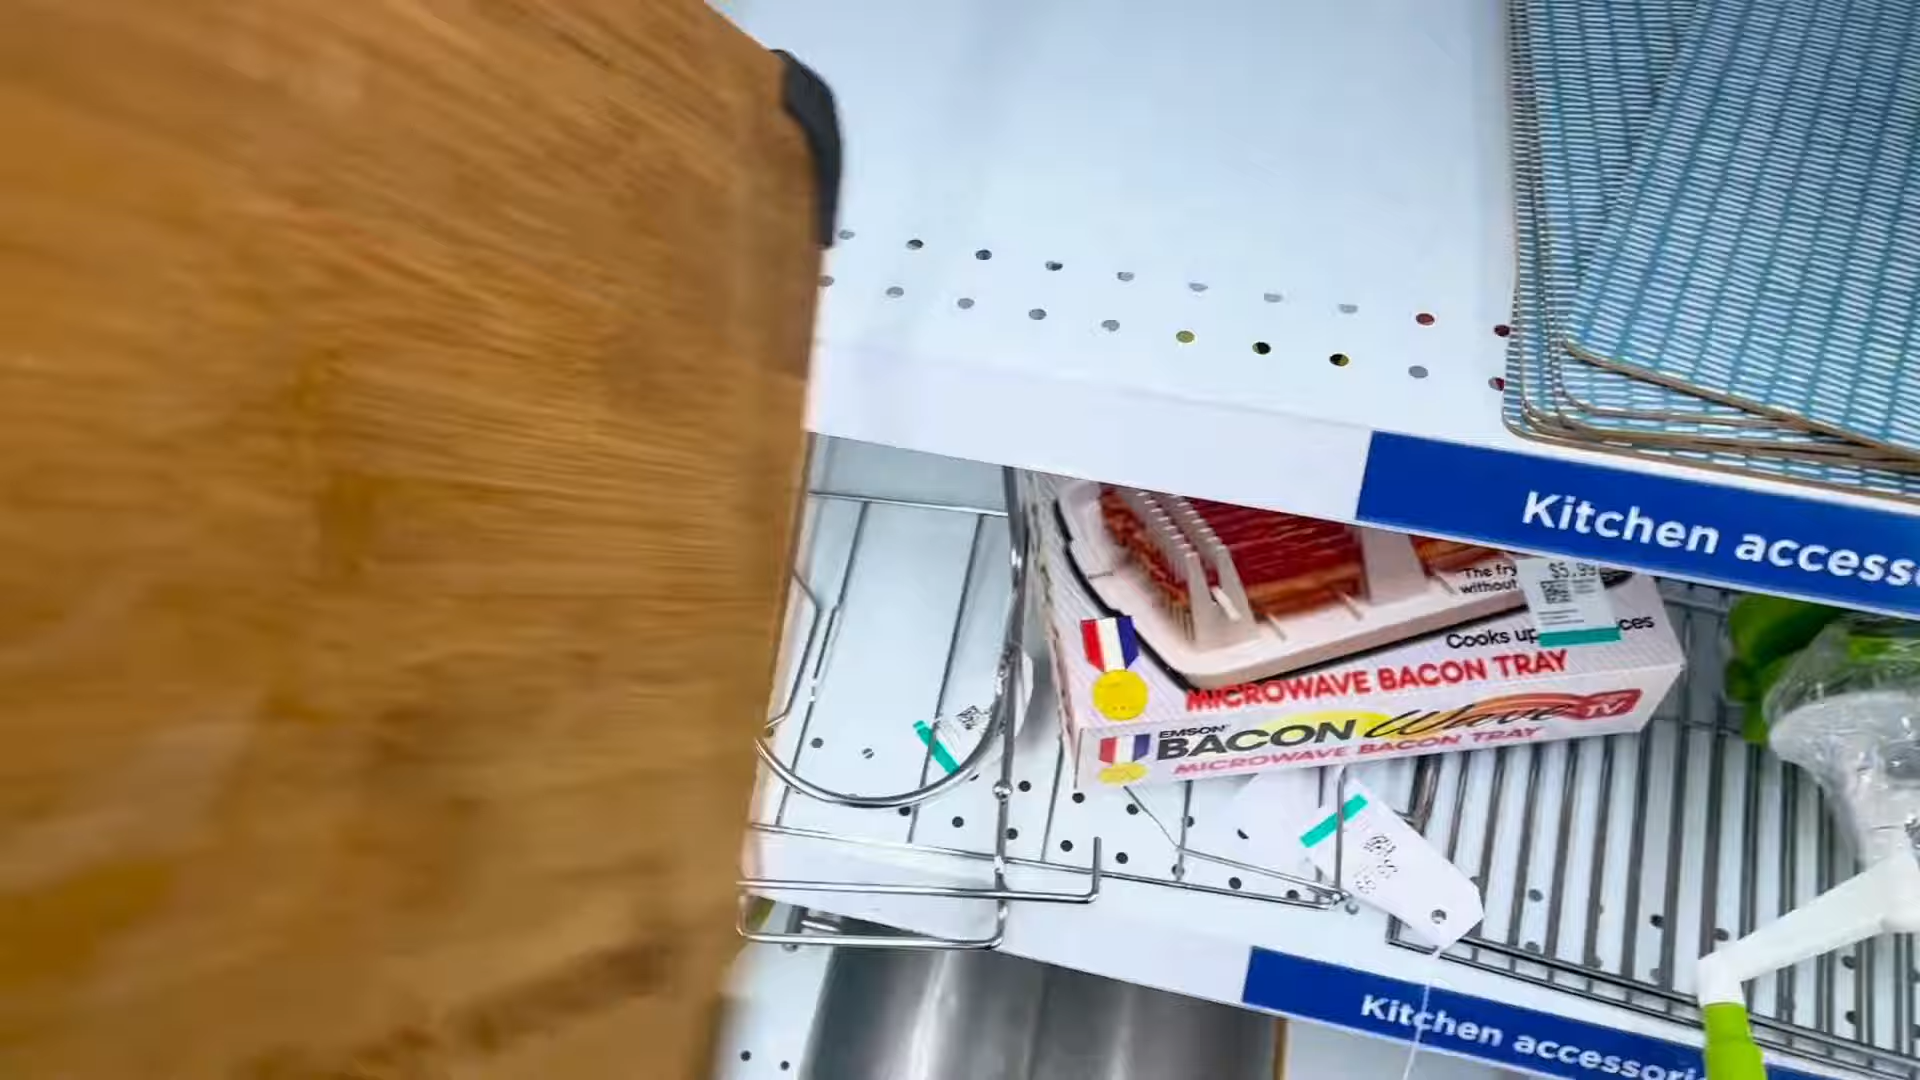 Kitchen access
The fry
without
$5.99
Cooks up
ces
MICROWAVE BACON TRAY
EMSON
BACON Wave TV
MICROWAVE BACON TRAY
Kitchen accessori